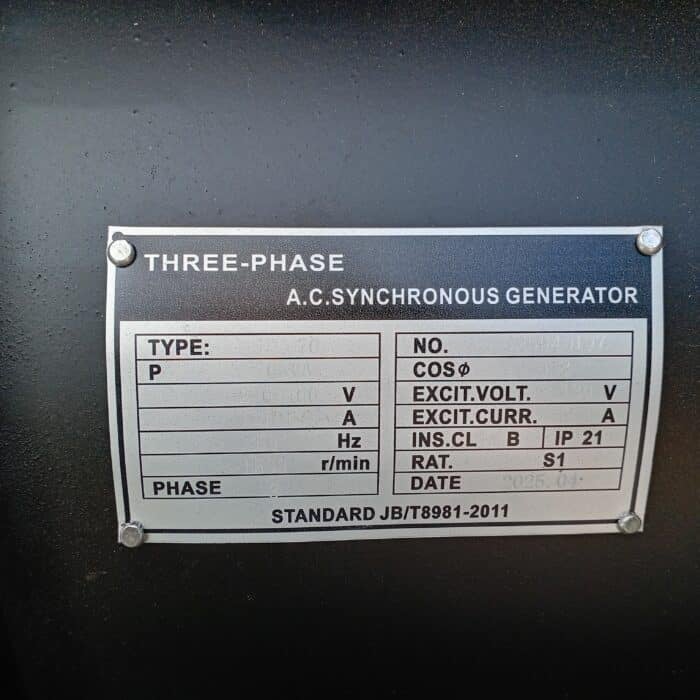 THREE-PHASE
A.C.SYNCHRONOUS GENERATOR
TYPE:
P
V
A
Hz
r/min
PHASE
NO.
COSφ
EXCIT.VOLT. V
EXCIT.CURR. A
INS.CL B IP 21
RAT. S1
DATE 2025.04
STANDARD JB/T8981-2011